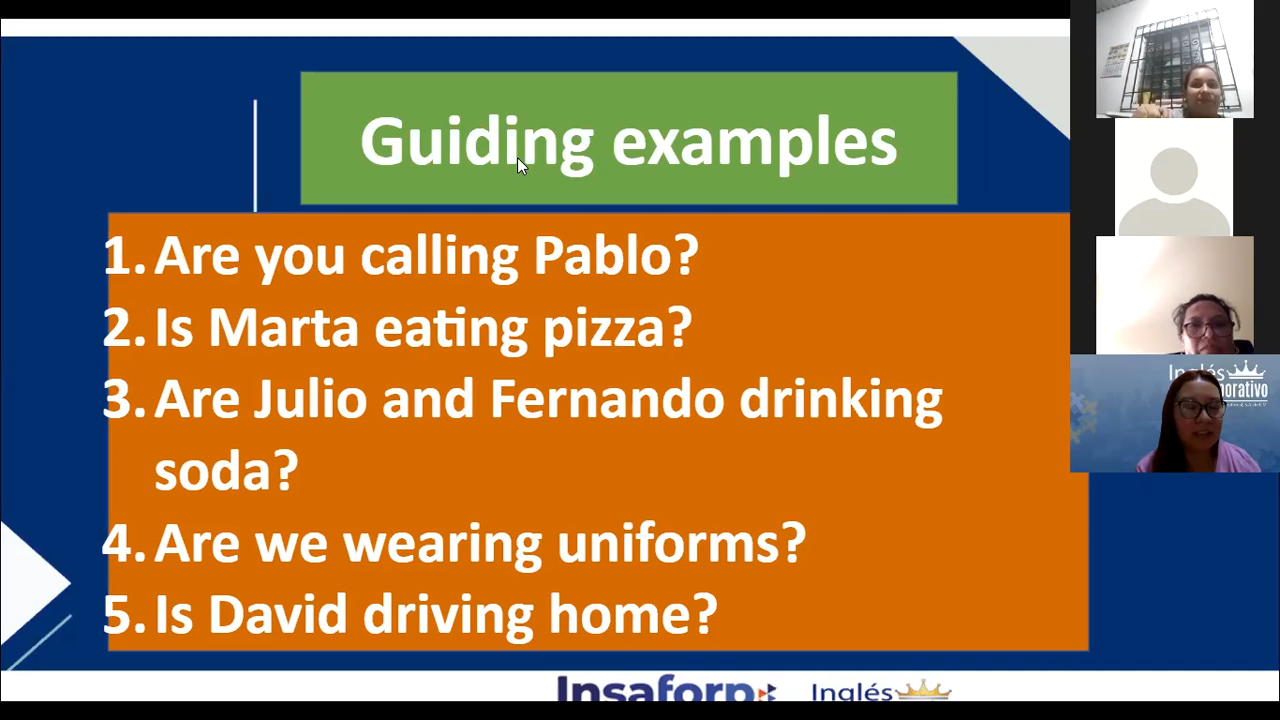 Guiding examples
1. Are you calling Pablo?
2. Is Marta eating pizza?
3. Are Julio and Fernando drinking
soda?
4. Are we wearing uniforms?
5. Is David driving home?
Inglés
Insaforp
Inglés